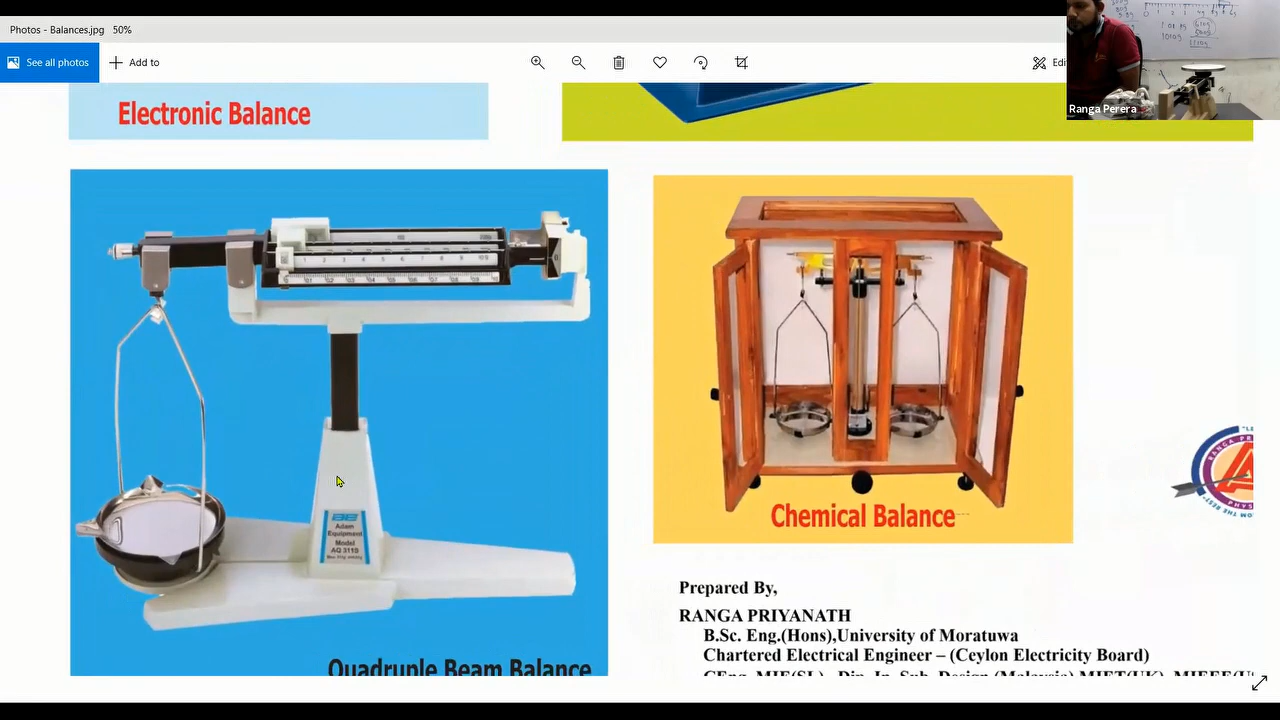 Photos - Balances.jpg 50%
See all photos
Add to
Ranga Perera
Electronic Balance
Adam
Equipment
Model
AQ 311S
Quadruple Beam Balance
Chemical Balance
Prepared By,
RANGA PRIYANATH
B.Sc. Eng.(Hons),University of Moratuwa
Chartered Electrical Engineer – (Ceylon Electricity Board)